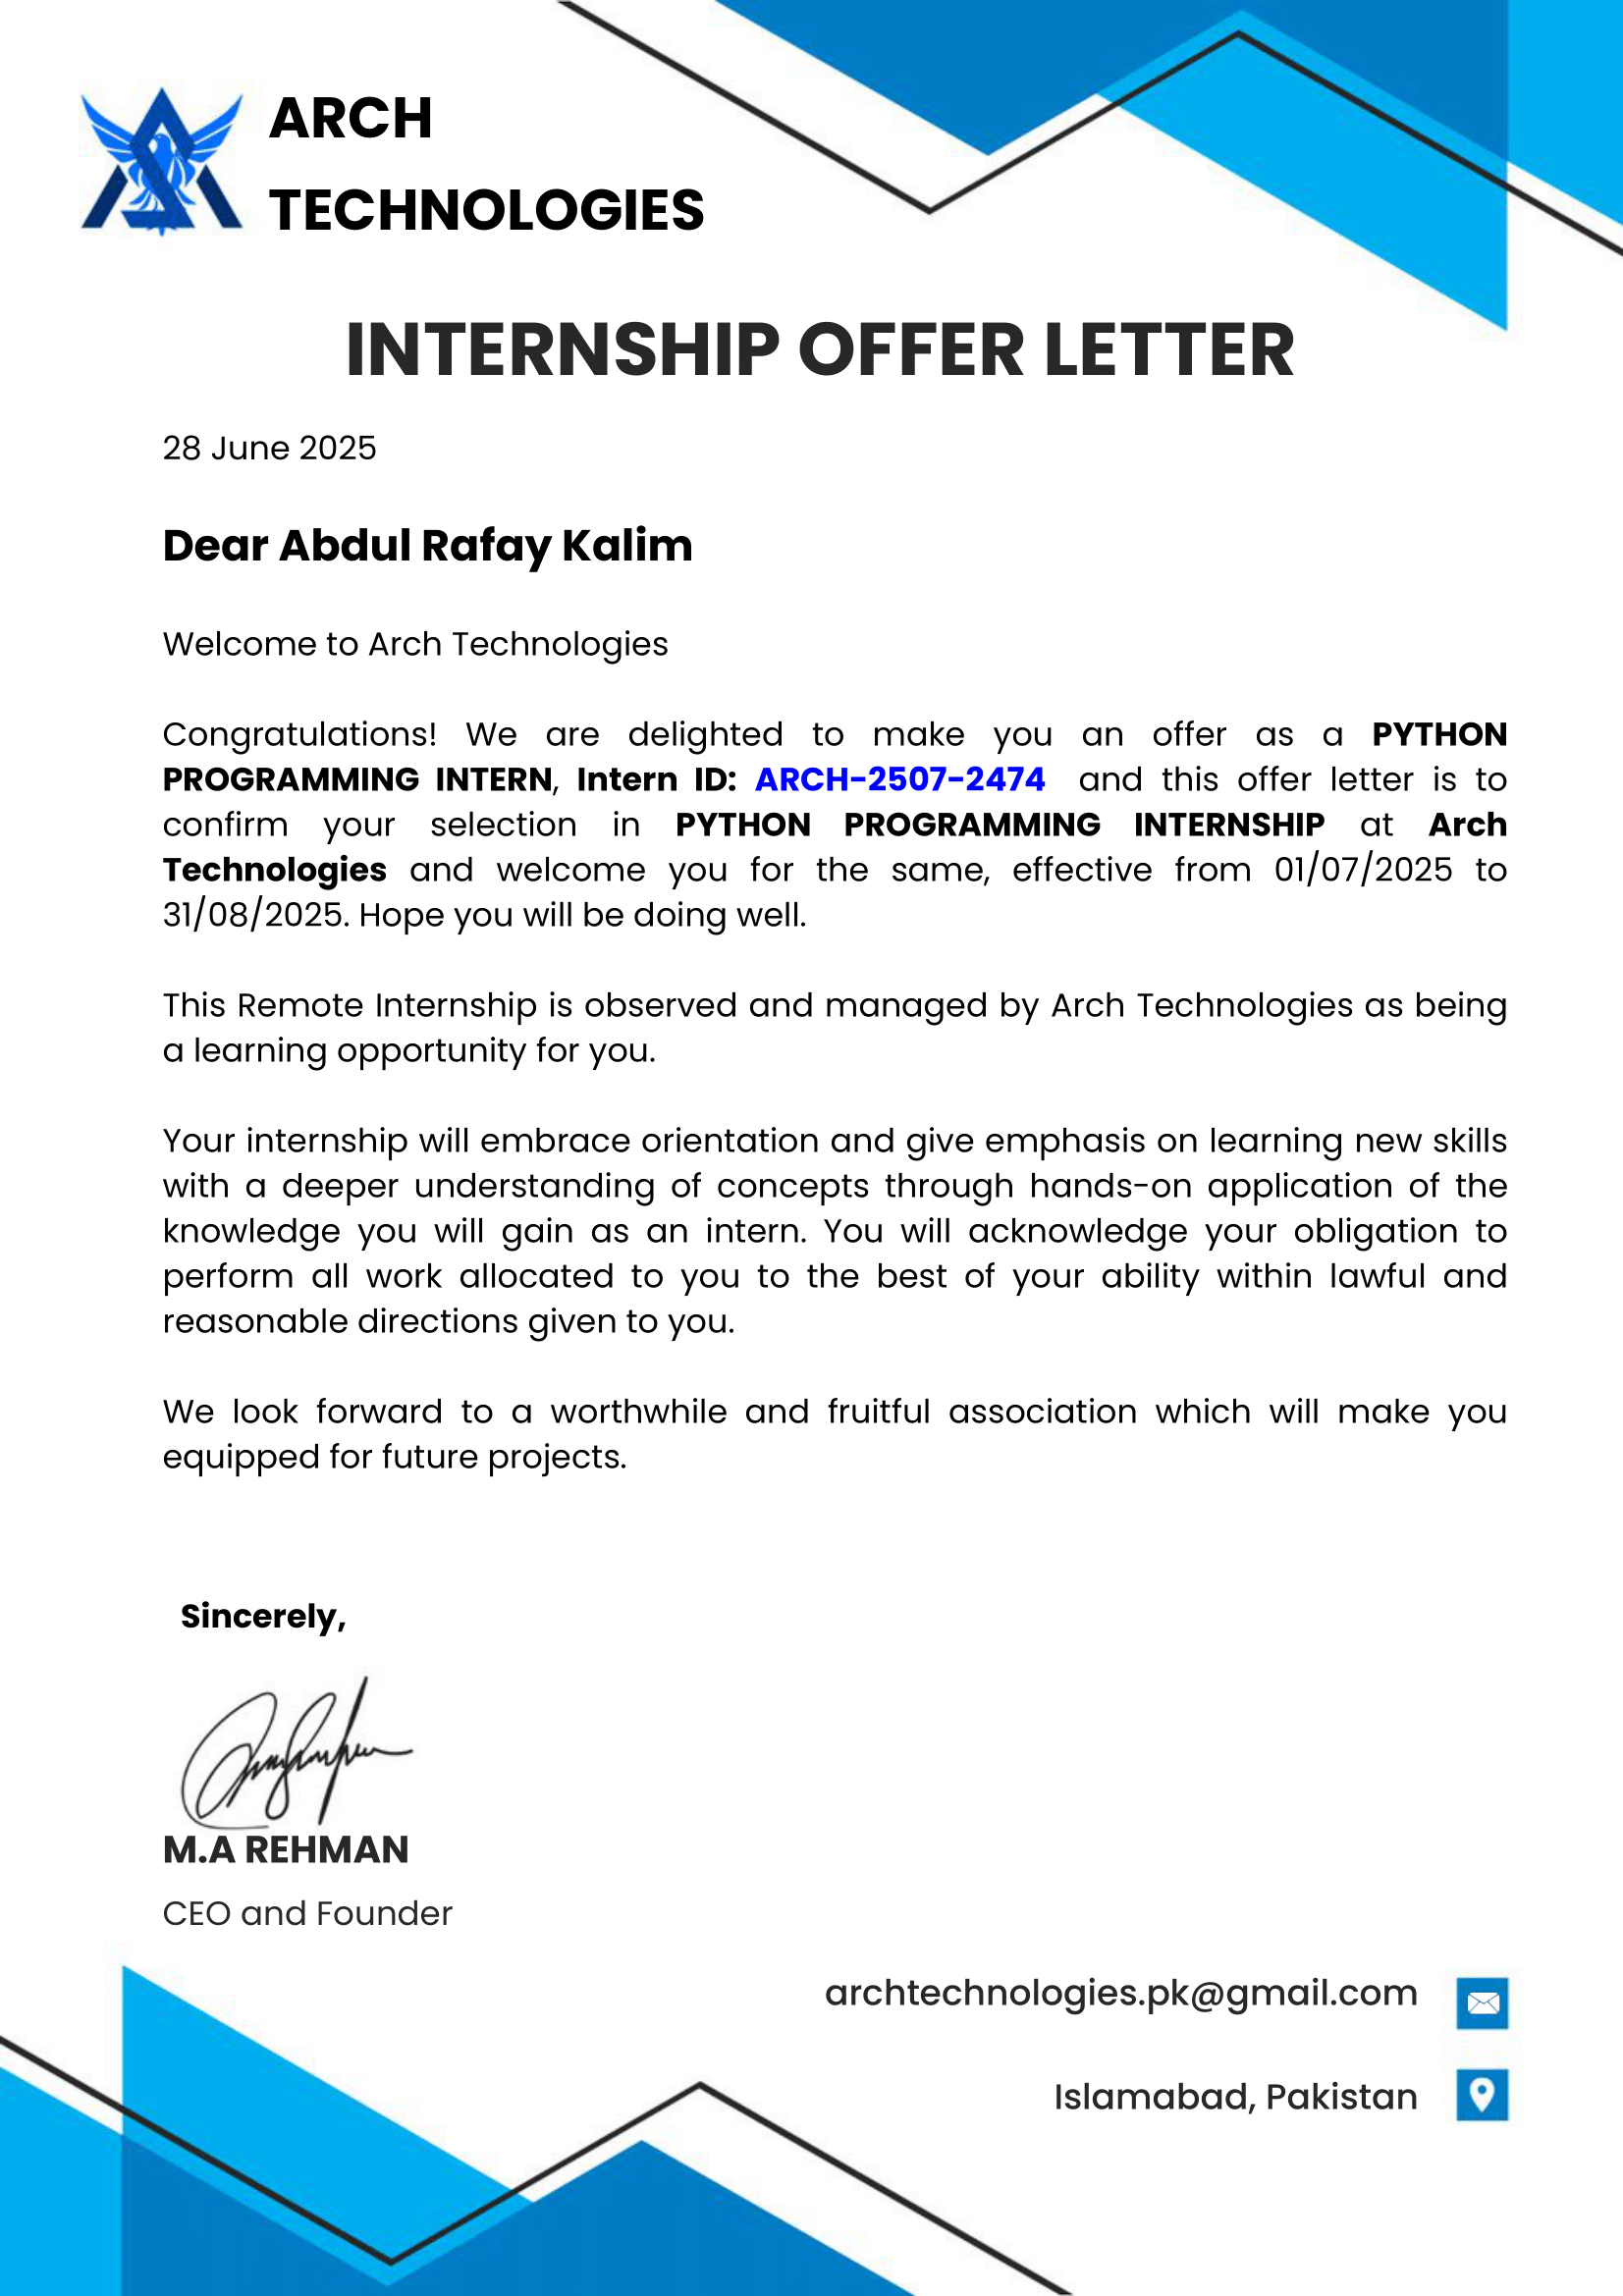 ARCH
TECHNOLOGIES
INTERNSHIP OFFER LETTER
28 June 2025
Dear Abdul Rafay Kalim
Welcome to Arch Technologies
Congratulations! We are delighted to make you an offer as a PYTHON
PROGRAMMING INTERN, Intern ID: ARCH-2507-2474 and this offer letter is to
confirm your selection in PYTHON PROGRAMMING INTERNSHIP at Arch
Technologies and welcome you for the same, effective from 01/07/2025 to
31/08/2025. Hope you will be doing well.
This Remote Internship is observed and managed by Arch Technologies as being
a learning opportunity for you.
Your internship will embrace orientation and give emphasis on learning new skills
with a deeper understanding of concepts through hands-on application of the
knowledge you will gain as an intern. You will acknowledge your obligation to
perform all work allocated to you to the best of your ability within lawful and
reasonable directions given to you.
We look forward to a worthwhile and fruitful association which will make you
equipped for future projects.
Sincerely,
M.A REHMAN
CEO and Founder
archtechnologies.pk@gmail.com
Islamabad, Pakistan